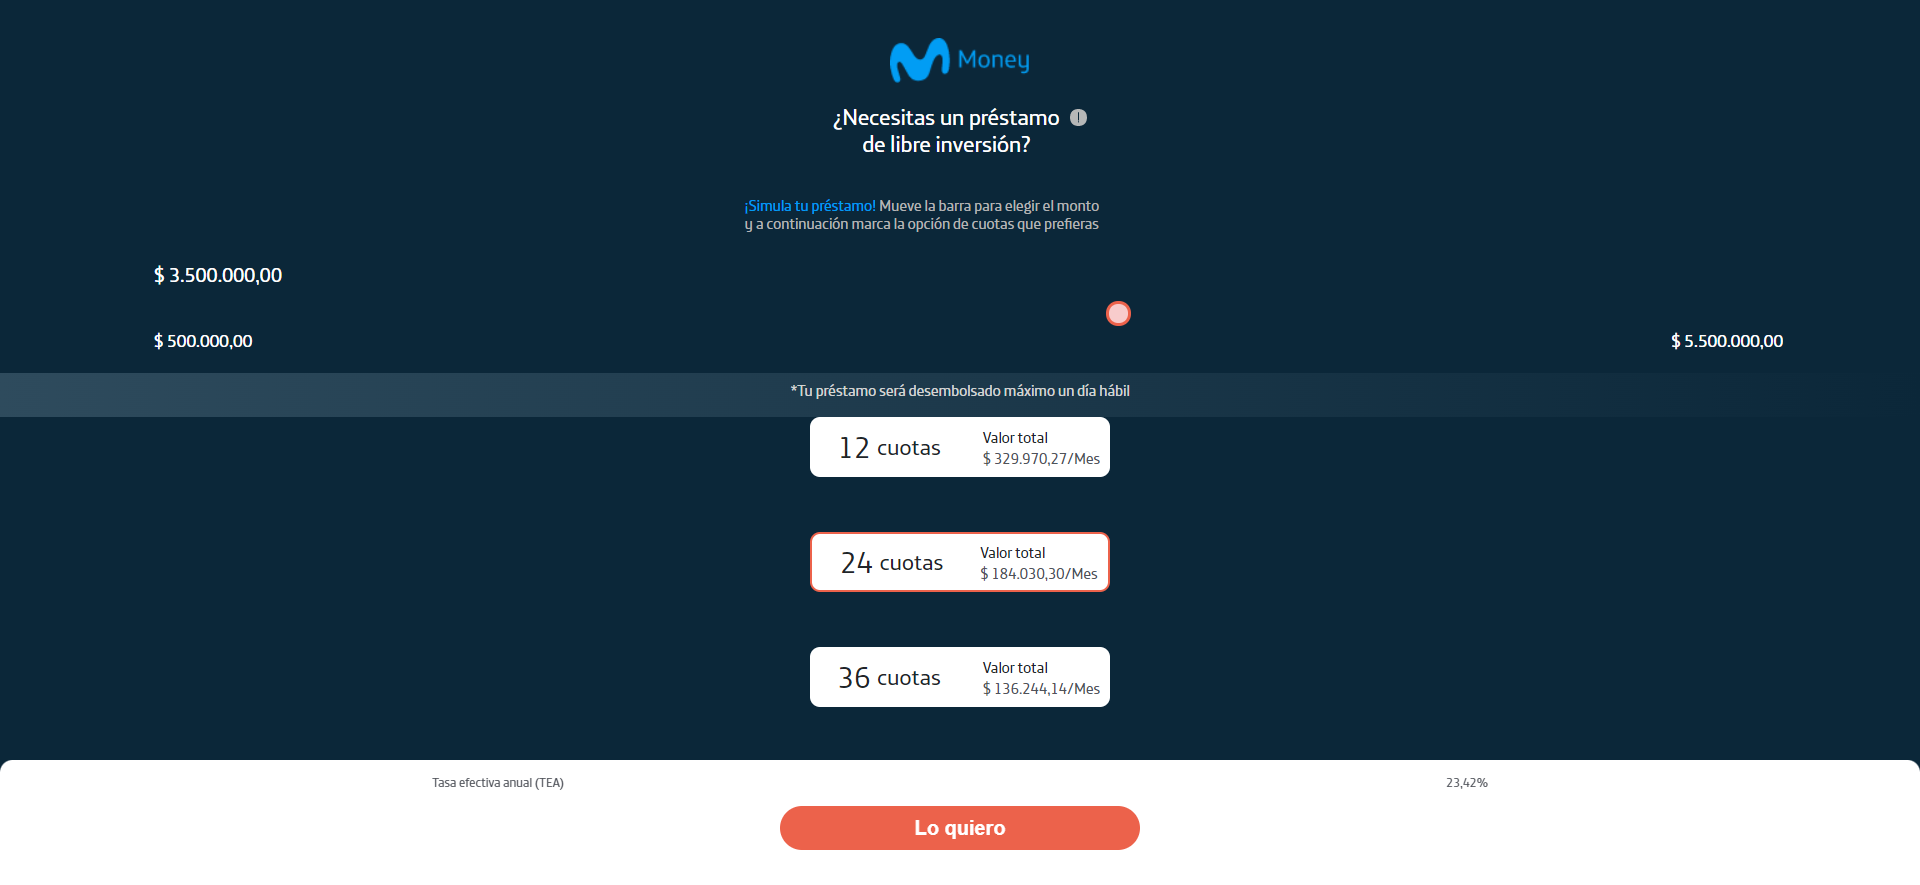 Money
¿Necesitas un préstamo
de libre inversión?
¡Simula tu préstamo! Mueve la barra para elegir el monto
y a continuación marca la opción de cuotas que prefieras
$ 3.500.000,00
$ 500.000,00
$ 5.500.000,00
*Tu préstamo será desembolsado máximo un día hábil
12 cuotas
Valor total
$ 329.970,27/Mes
24 cuotas
Valor total
$ 184.030,30/Mes
36 cuotas
Valor total
$ 136.244,14/Mes
Tasa efectiva anual (TEA)
23,42%
Lo quiero